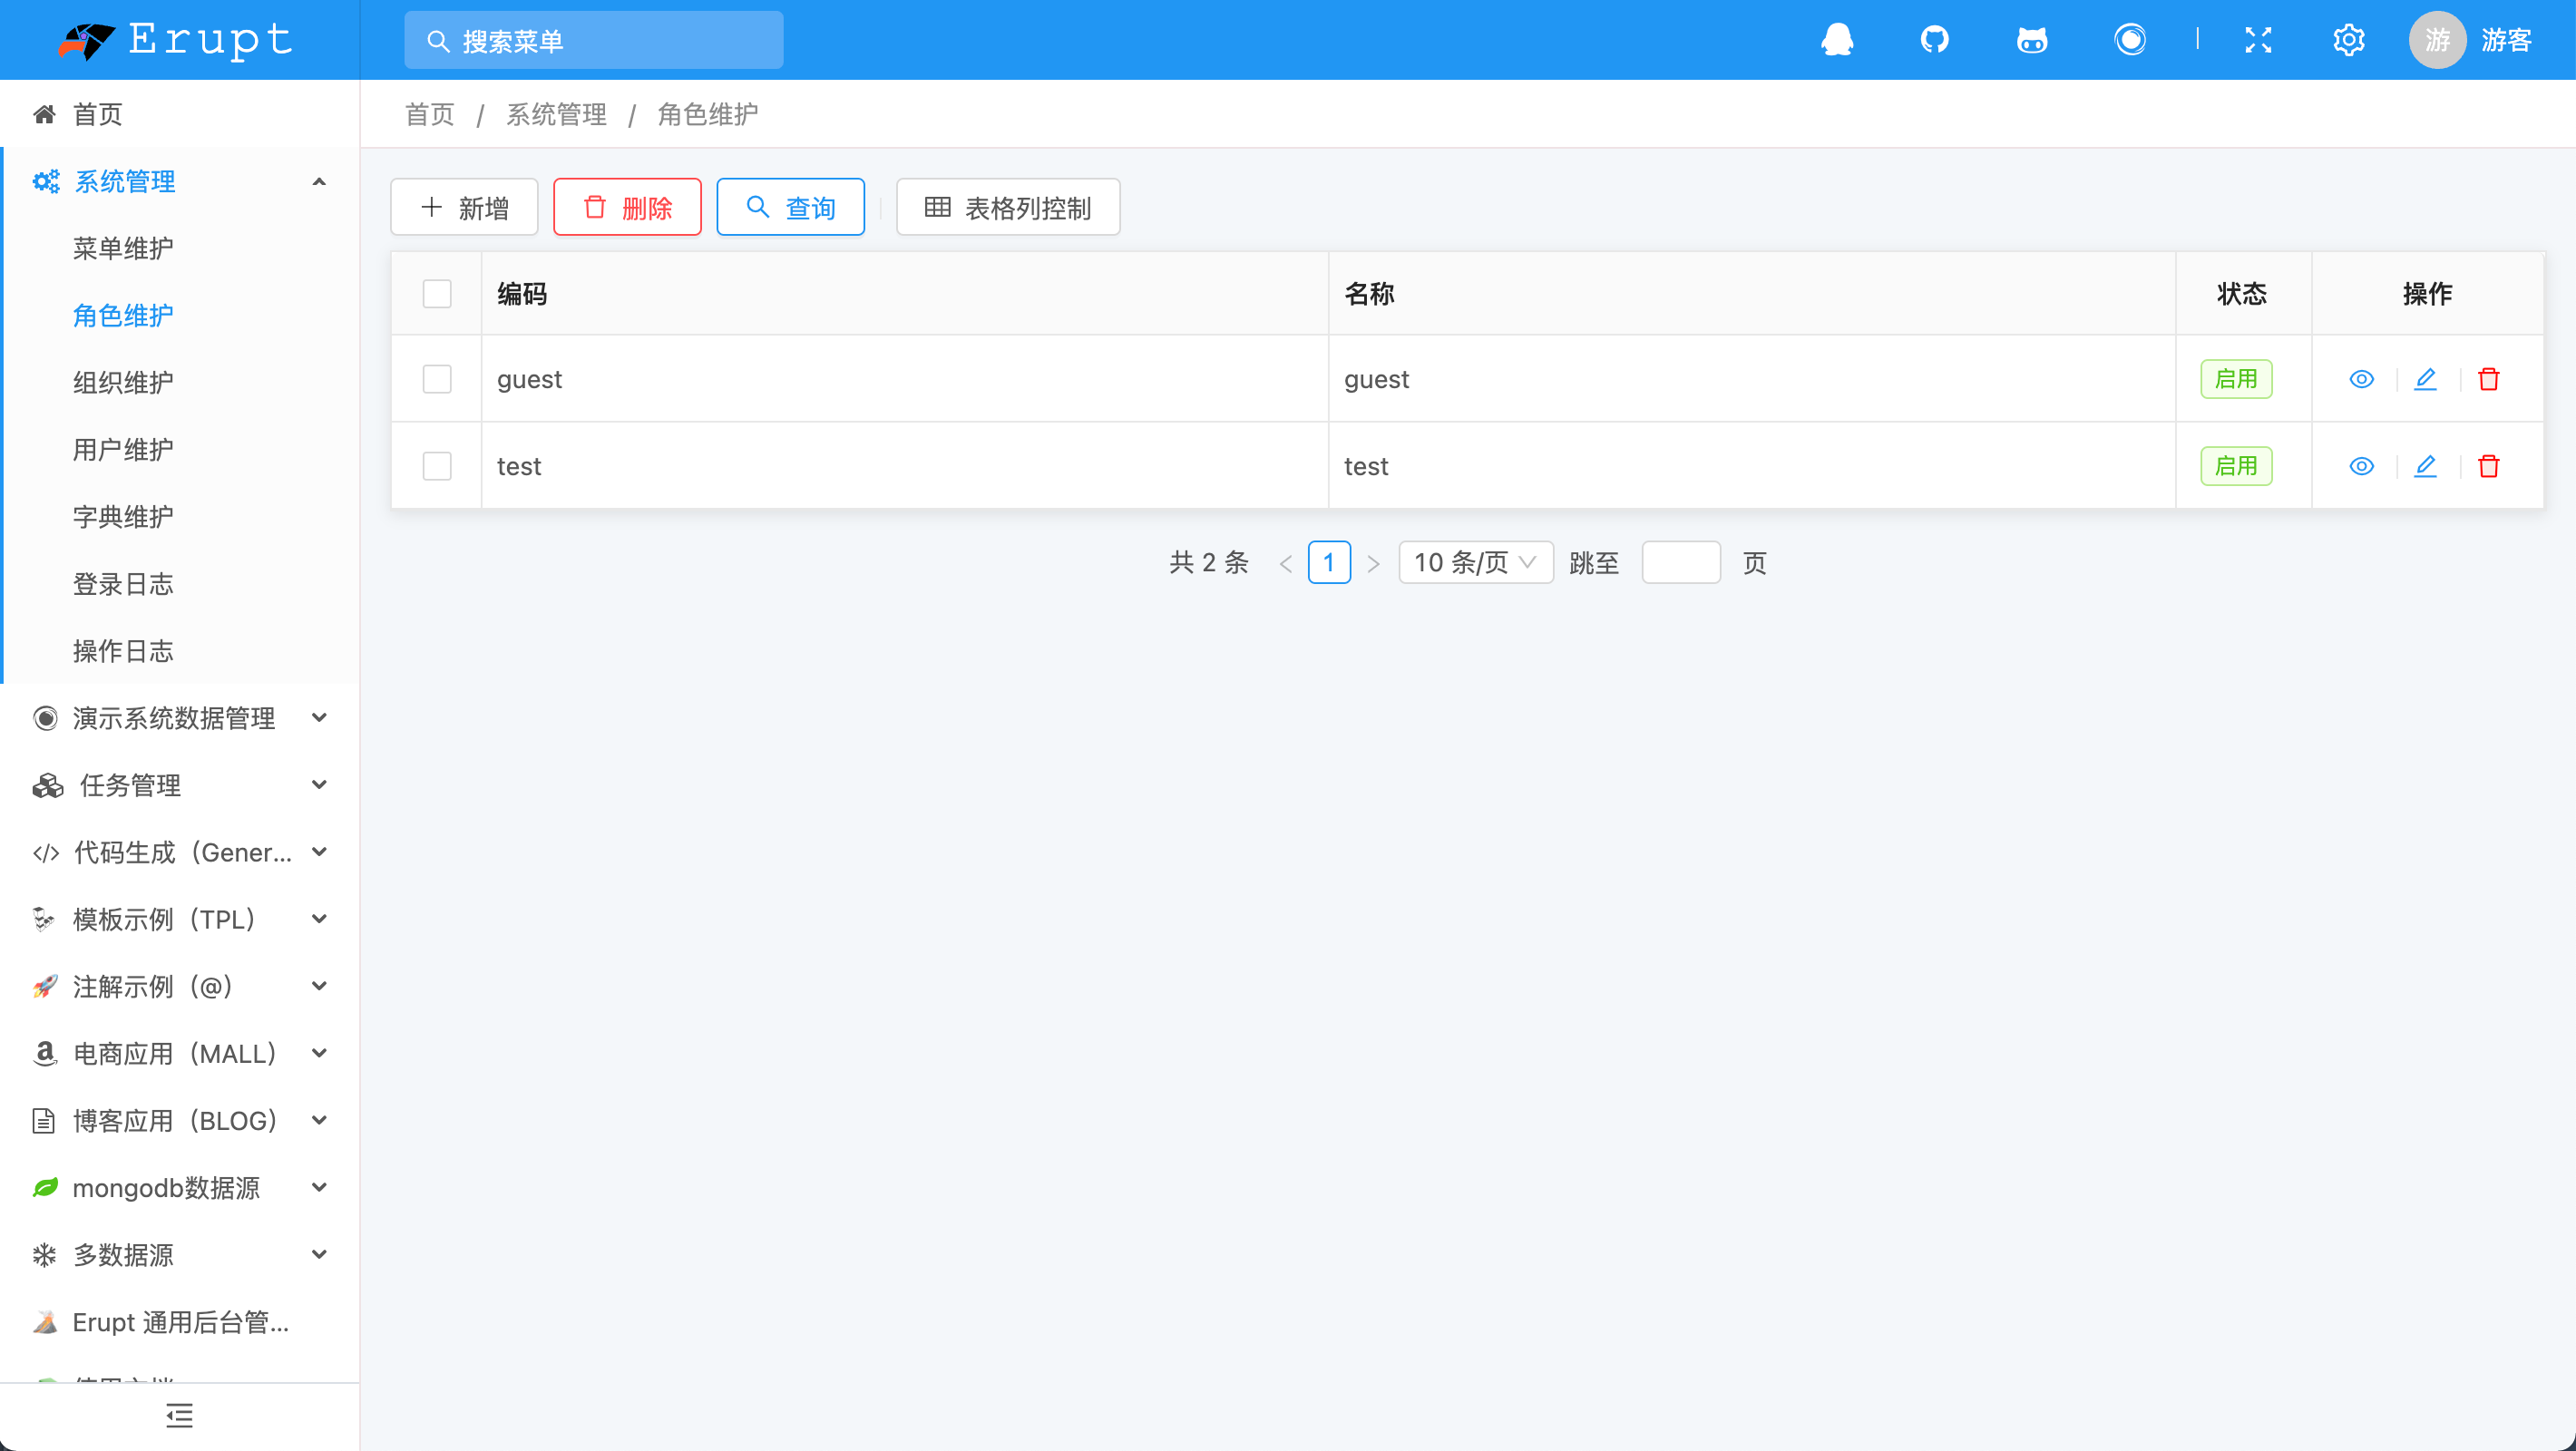 Erupt
搜索菜单
游 游客
首页
系统管理
菜单维护
角色维护
组织维护
用户维护
字典维护
登录日志
操作日志
演示系统数据管理
任务管理
代码生成（Gener...
模板示例（TPL）
注解示例（@）
电商应用（MALL）
博客应用（BLOG）
mongodb数据源
多数据源
Erupt 通用后台管...
首页 / 系统管理 / 角色维护
新增 删除 查询 表格列控制
编码 名称 状态 操作
guest guest 启用
test test 启用
共 2 条 < 1 > 10 条/页 跳至 页